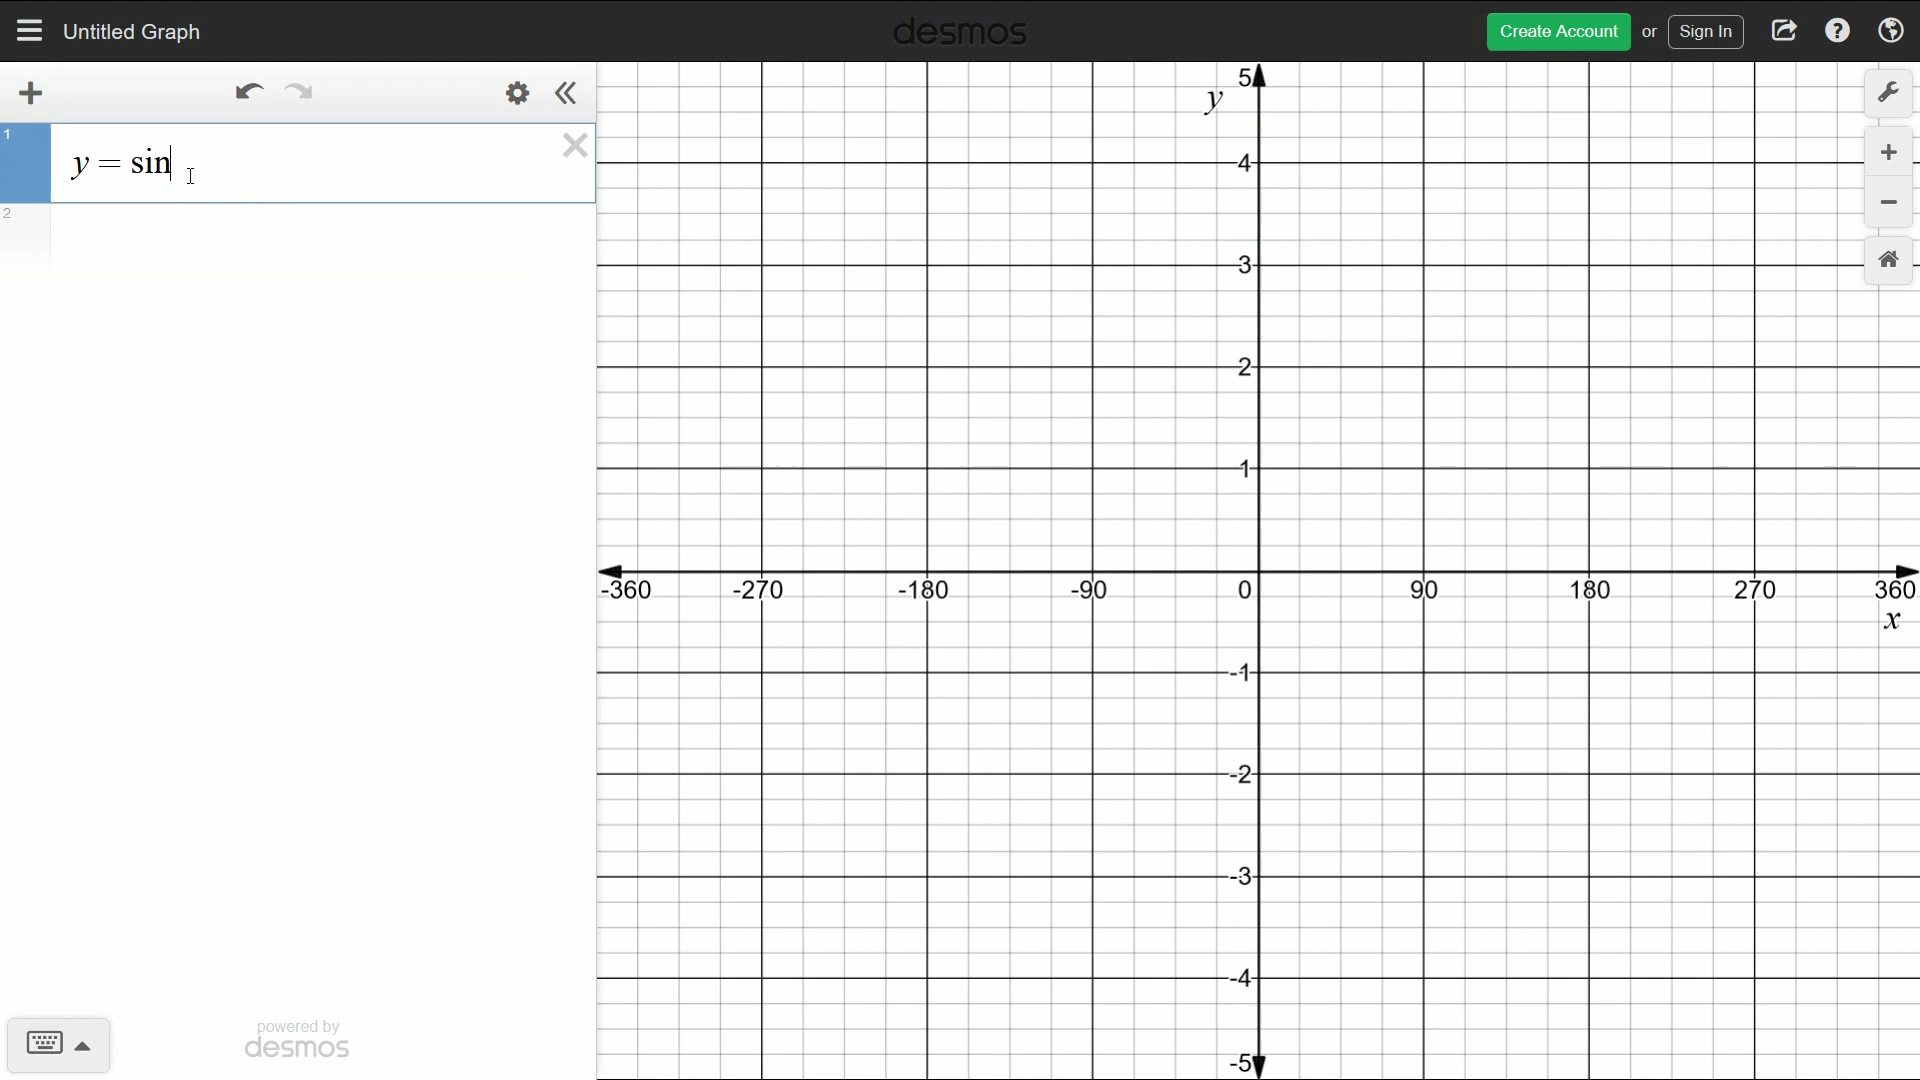 Untitled Graph
desmos
Create Account or Sign In
1
y = sin
2
y
x
5
4
3
2
1
-360 -270 -180 -90 0 90 180 270 360
-1
-2
-3
-4
-5
powered by
desmos